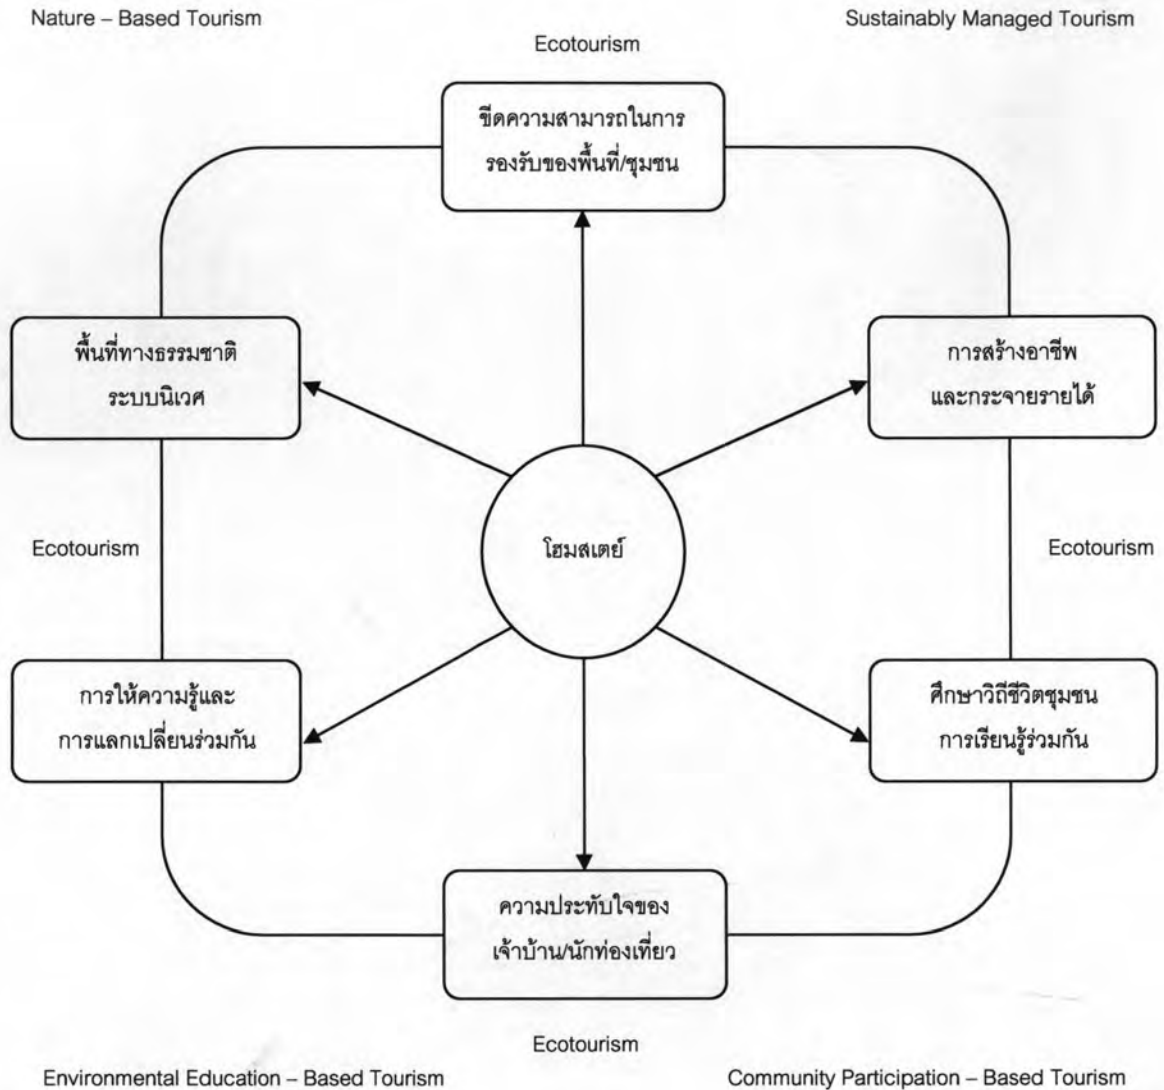 Nature – Based Tourism
Sustainably Managed Tourism
Ecotourism
ขีดความสามารถในการ
รองรับของพื้นที่/ชุมชน
พื้นที่ทางธรรมชาติ
ระบบนิเวศ
การสร้างอาชีพ
และกระจายรายได้
Ecotourism
โฮมสเตย์
Ecotourism
การให้ความรู้และ
การแลกเปลี่ยนร่วมกัน
ศึกษาวิถีชีวิตชุมชน
การเรียนรู้ร่วมกัน
ความประทับใจของ
เจ้าบ้าน/นักท่องเที่ยว
Ecotourism
Environmental Education – Based Tourism
Community Participation – Based Tourism